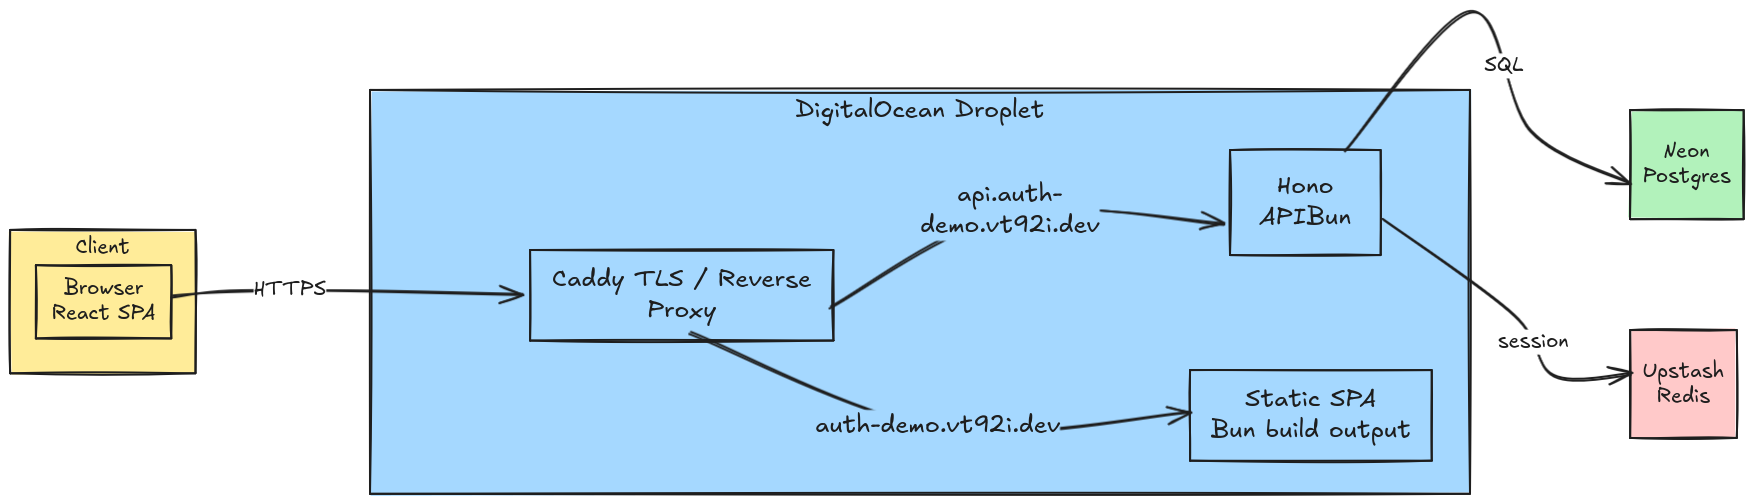 SQL
DigitalOcean Droplet
Neon
Postgres
Hono
APIBun
api.auth-
demo.vt92i.dev
Client
Browser
React SPA
HTTPS
Caddy TLS / Reverse
Proxy
session
Upstash
Redis
Static SPA
Bun build output
auth-demo.vt92i.dev